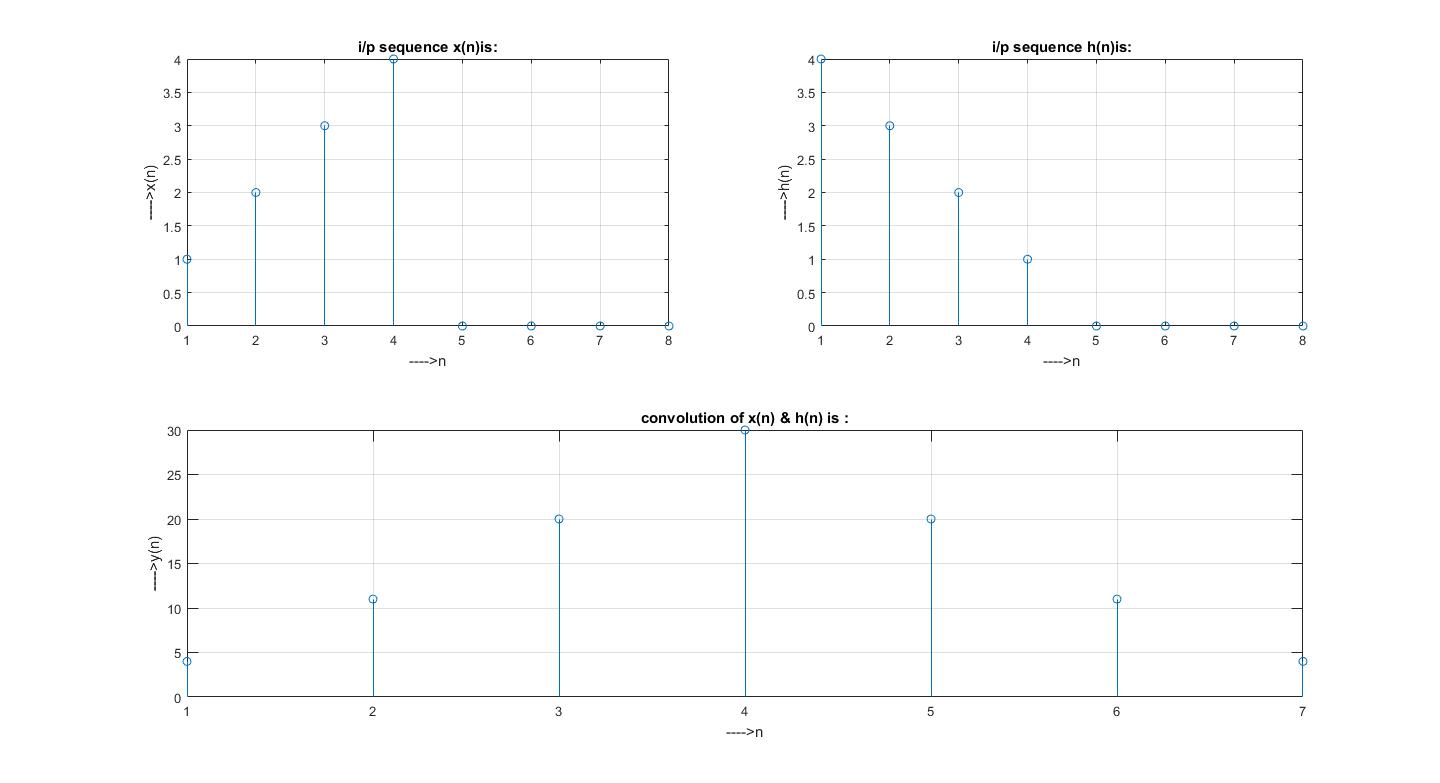 i/p sequence x(n)is:
4
3.5
3
2.5
2
1.5
1
0.5
0
---->x(n)
1 2 3 4 5 6 7 8
---->n
i/p sequence h(n)is:
4
3.5
3
2.5
2
1.5
1
0.5
0
---->h(n)
1 2 3 4 5 6 7 8
---->n
convolution of x(n) & h(n) is :
30
25
20
15
10
5
0
---->y(n)
1 2 3 4 5 6 7
---->n